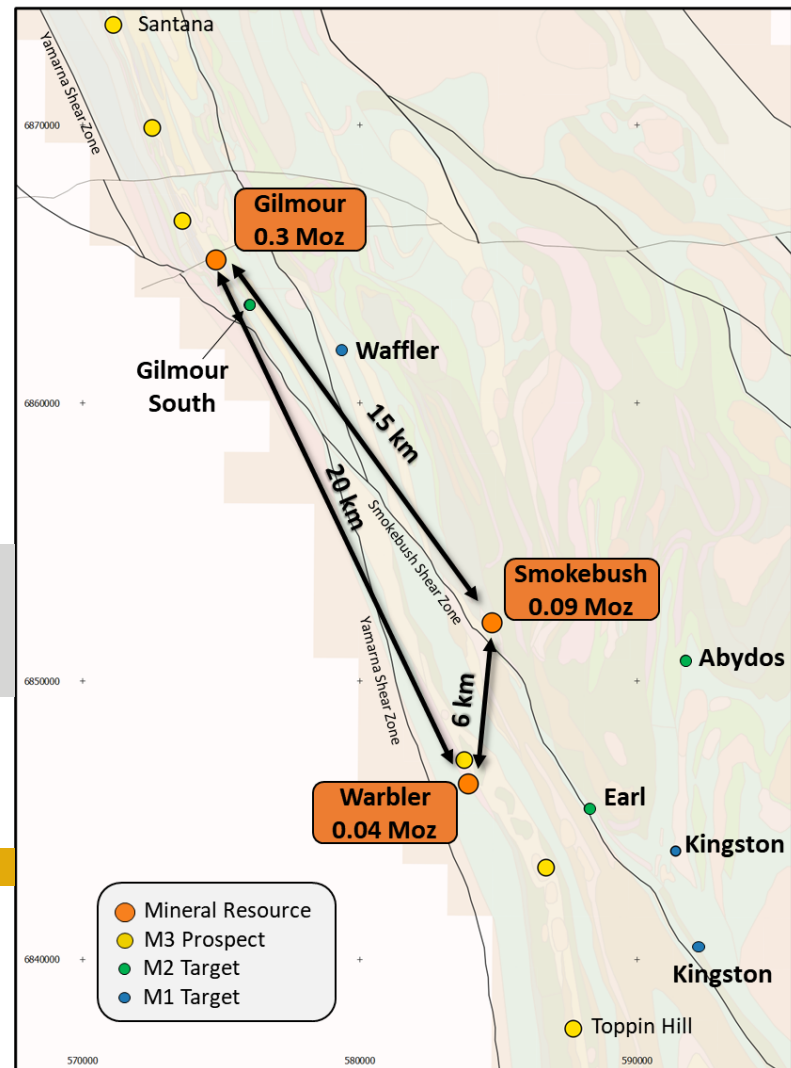 Santana
Yamarna Shear Zone
6870000
Gilmour
0.3 Moz
Waffler
Gilmour
South
6860000
15 km
20 km
Smokebush Shear Zone
Smokebush
0.09 Moz
Yamarna Shear Zone
Abydos
6850000
6 km
Warbler
0.04 Moz
Earl
Kingston
Mineral Resource
M3 Prospect
M2 Target
M1 Target
6840000
Kingston
Toppin Hill
570000
580000
590000